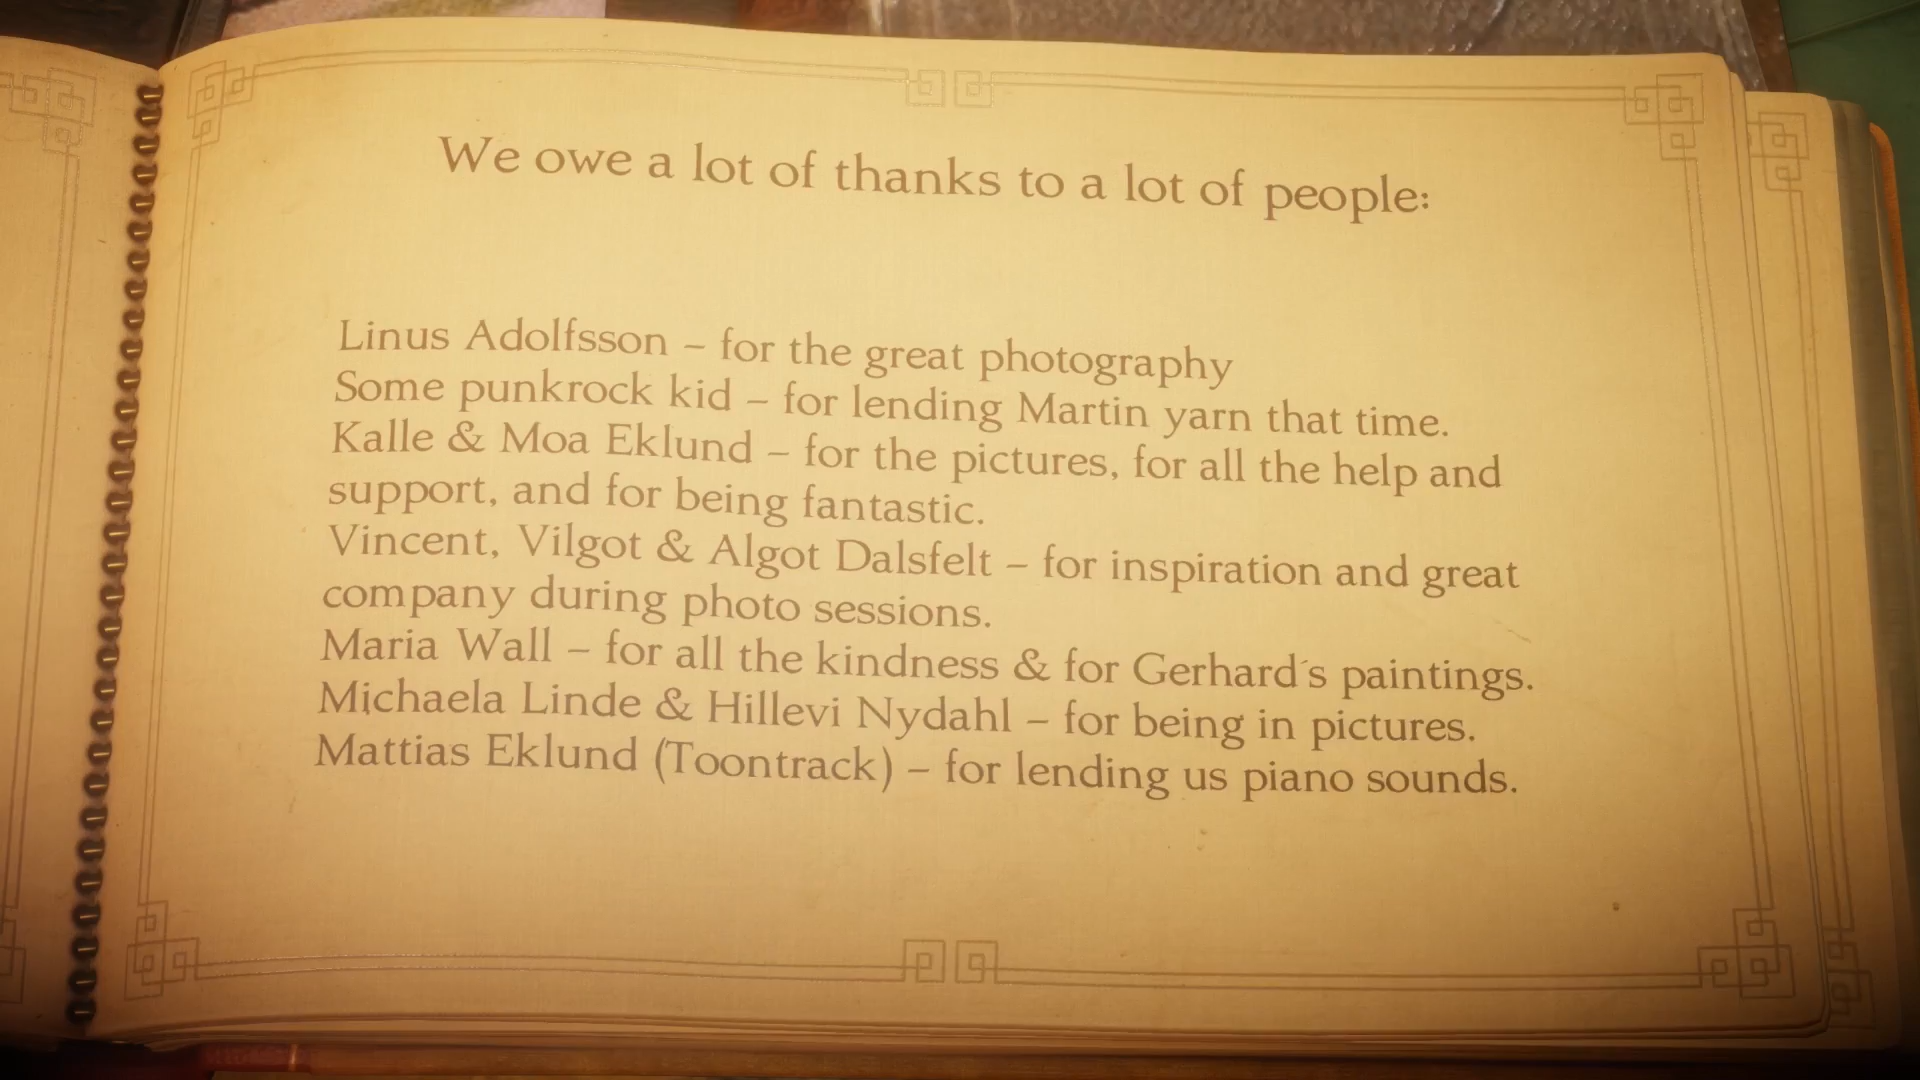 We owe a lot of thanks to a lot of people:
Linus Adolfsson – for the great photography
Some punkrock kid – for lending Martin yarn that time.
Kalle & Moa Eklund – for the pictures, for all the help and
support, and for being fantastic.
Vincent, Vilgot & Algot Dalsfelt – for inspiration and great
company during photo sessions.
Maria Wall – for all the kindness & for Gerhard´s paintings.
Michaela Linde & Hillevi Nydahl – for being in pictures.
Mattias Eklund (Toontrack) – for lending us piano sounds.